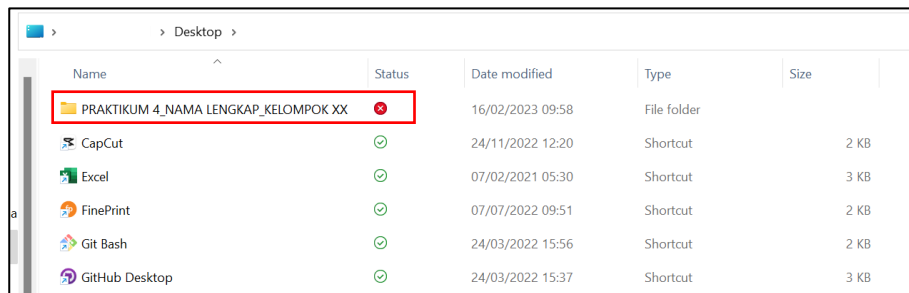 > > Desktop >
Name Status Date modified Type Size
PRAKTIKUM 4_NAMA LENGKAP_KELOMPOK XX 16/02/2023 09:58 File folder
CapCut 24/11/2022 12:20 Shortcut 2 KB
Excel 07/02/2021 05:30 Shortcut 3 KB
FinePrint 07/07/2022 09:51 Shortcut 2 KB
a
Git Bash 24/03/2022 15:56 Shortcut 2 KB
GitHub Desktop 24/03/2022 15:37 Shortcut 3 KB